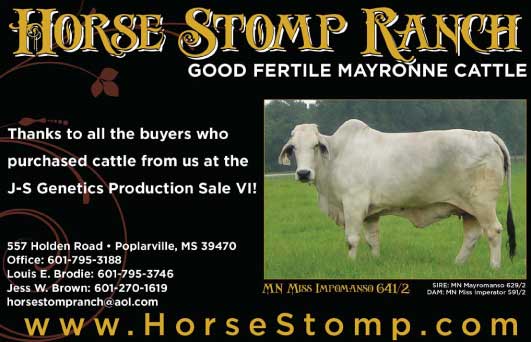 Horse Stomp Ranch
GOOD FERTILE MAYRONNE CATTLE
Thanks to all the buyers who
purchased cattle from us at the
J-S Genetics Production Sale VI!
557 Holden Road • Poplarville, MS 39470
Office: 601-795-3188
Louis E. Brodie: 601-795-3746
Jess W. Brown: 601-270-1619
horsestompranch@aol.com
MN Miss Impomanso 641/2
SIRE: MN Mayromanso 629/2
DAM: MN Miss Imperator 591/2
www.HorseStomp.com